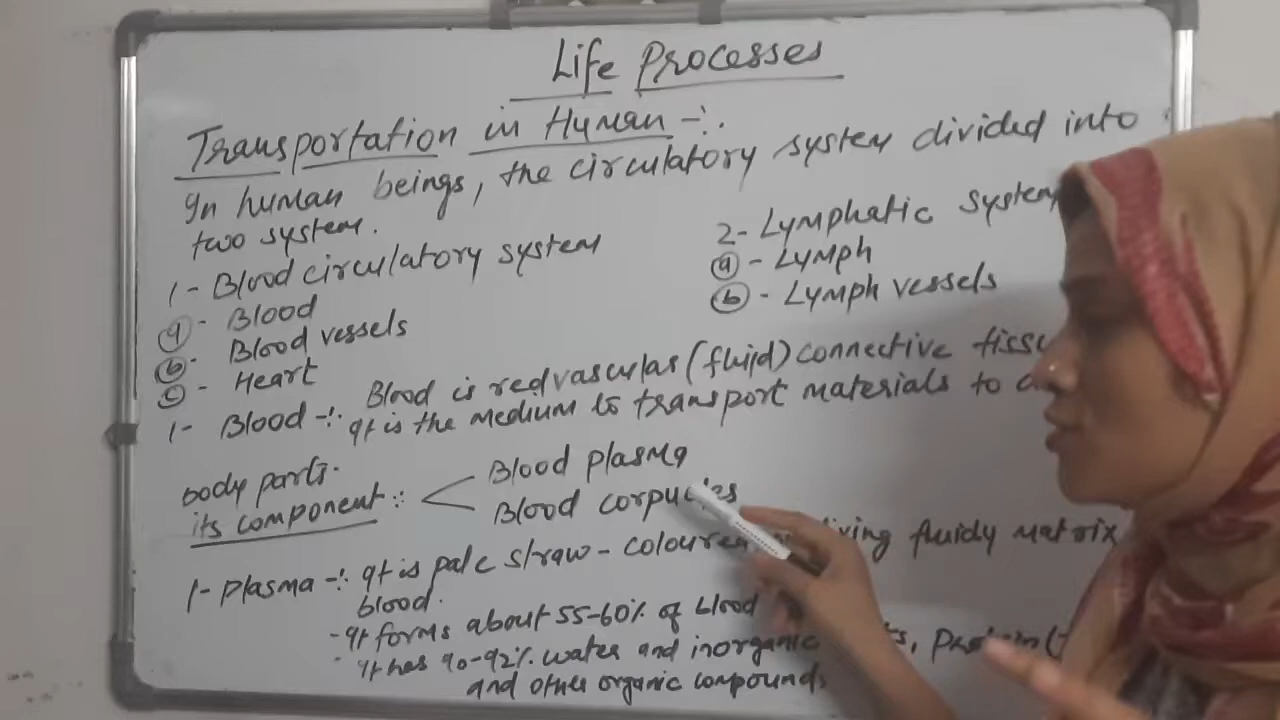 Life Processes
Transportation in Human -:.
In human beings, the circulatory system divided into
two system.
1- Blood circulatory system
(a) - Blood
(b) - Blood vessels
(c) - Heart
2- Lymphatic System
(a) - Lymph
(b) - Lymph vessels
1- Blood -:. Blood is red vascular (fluid) connective
It is the medium to transport materials to
body parts.
its component -: Blood plasma
Blood
1- Plasma -:. It is pale straw - coloured fluidy matrix
blood.
- It forms about 55-60% of blood
- It has 90-92% water and inorganic
and other organic compounds